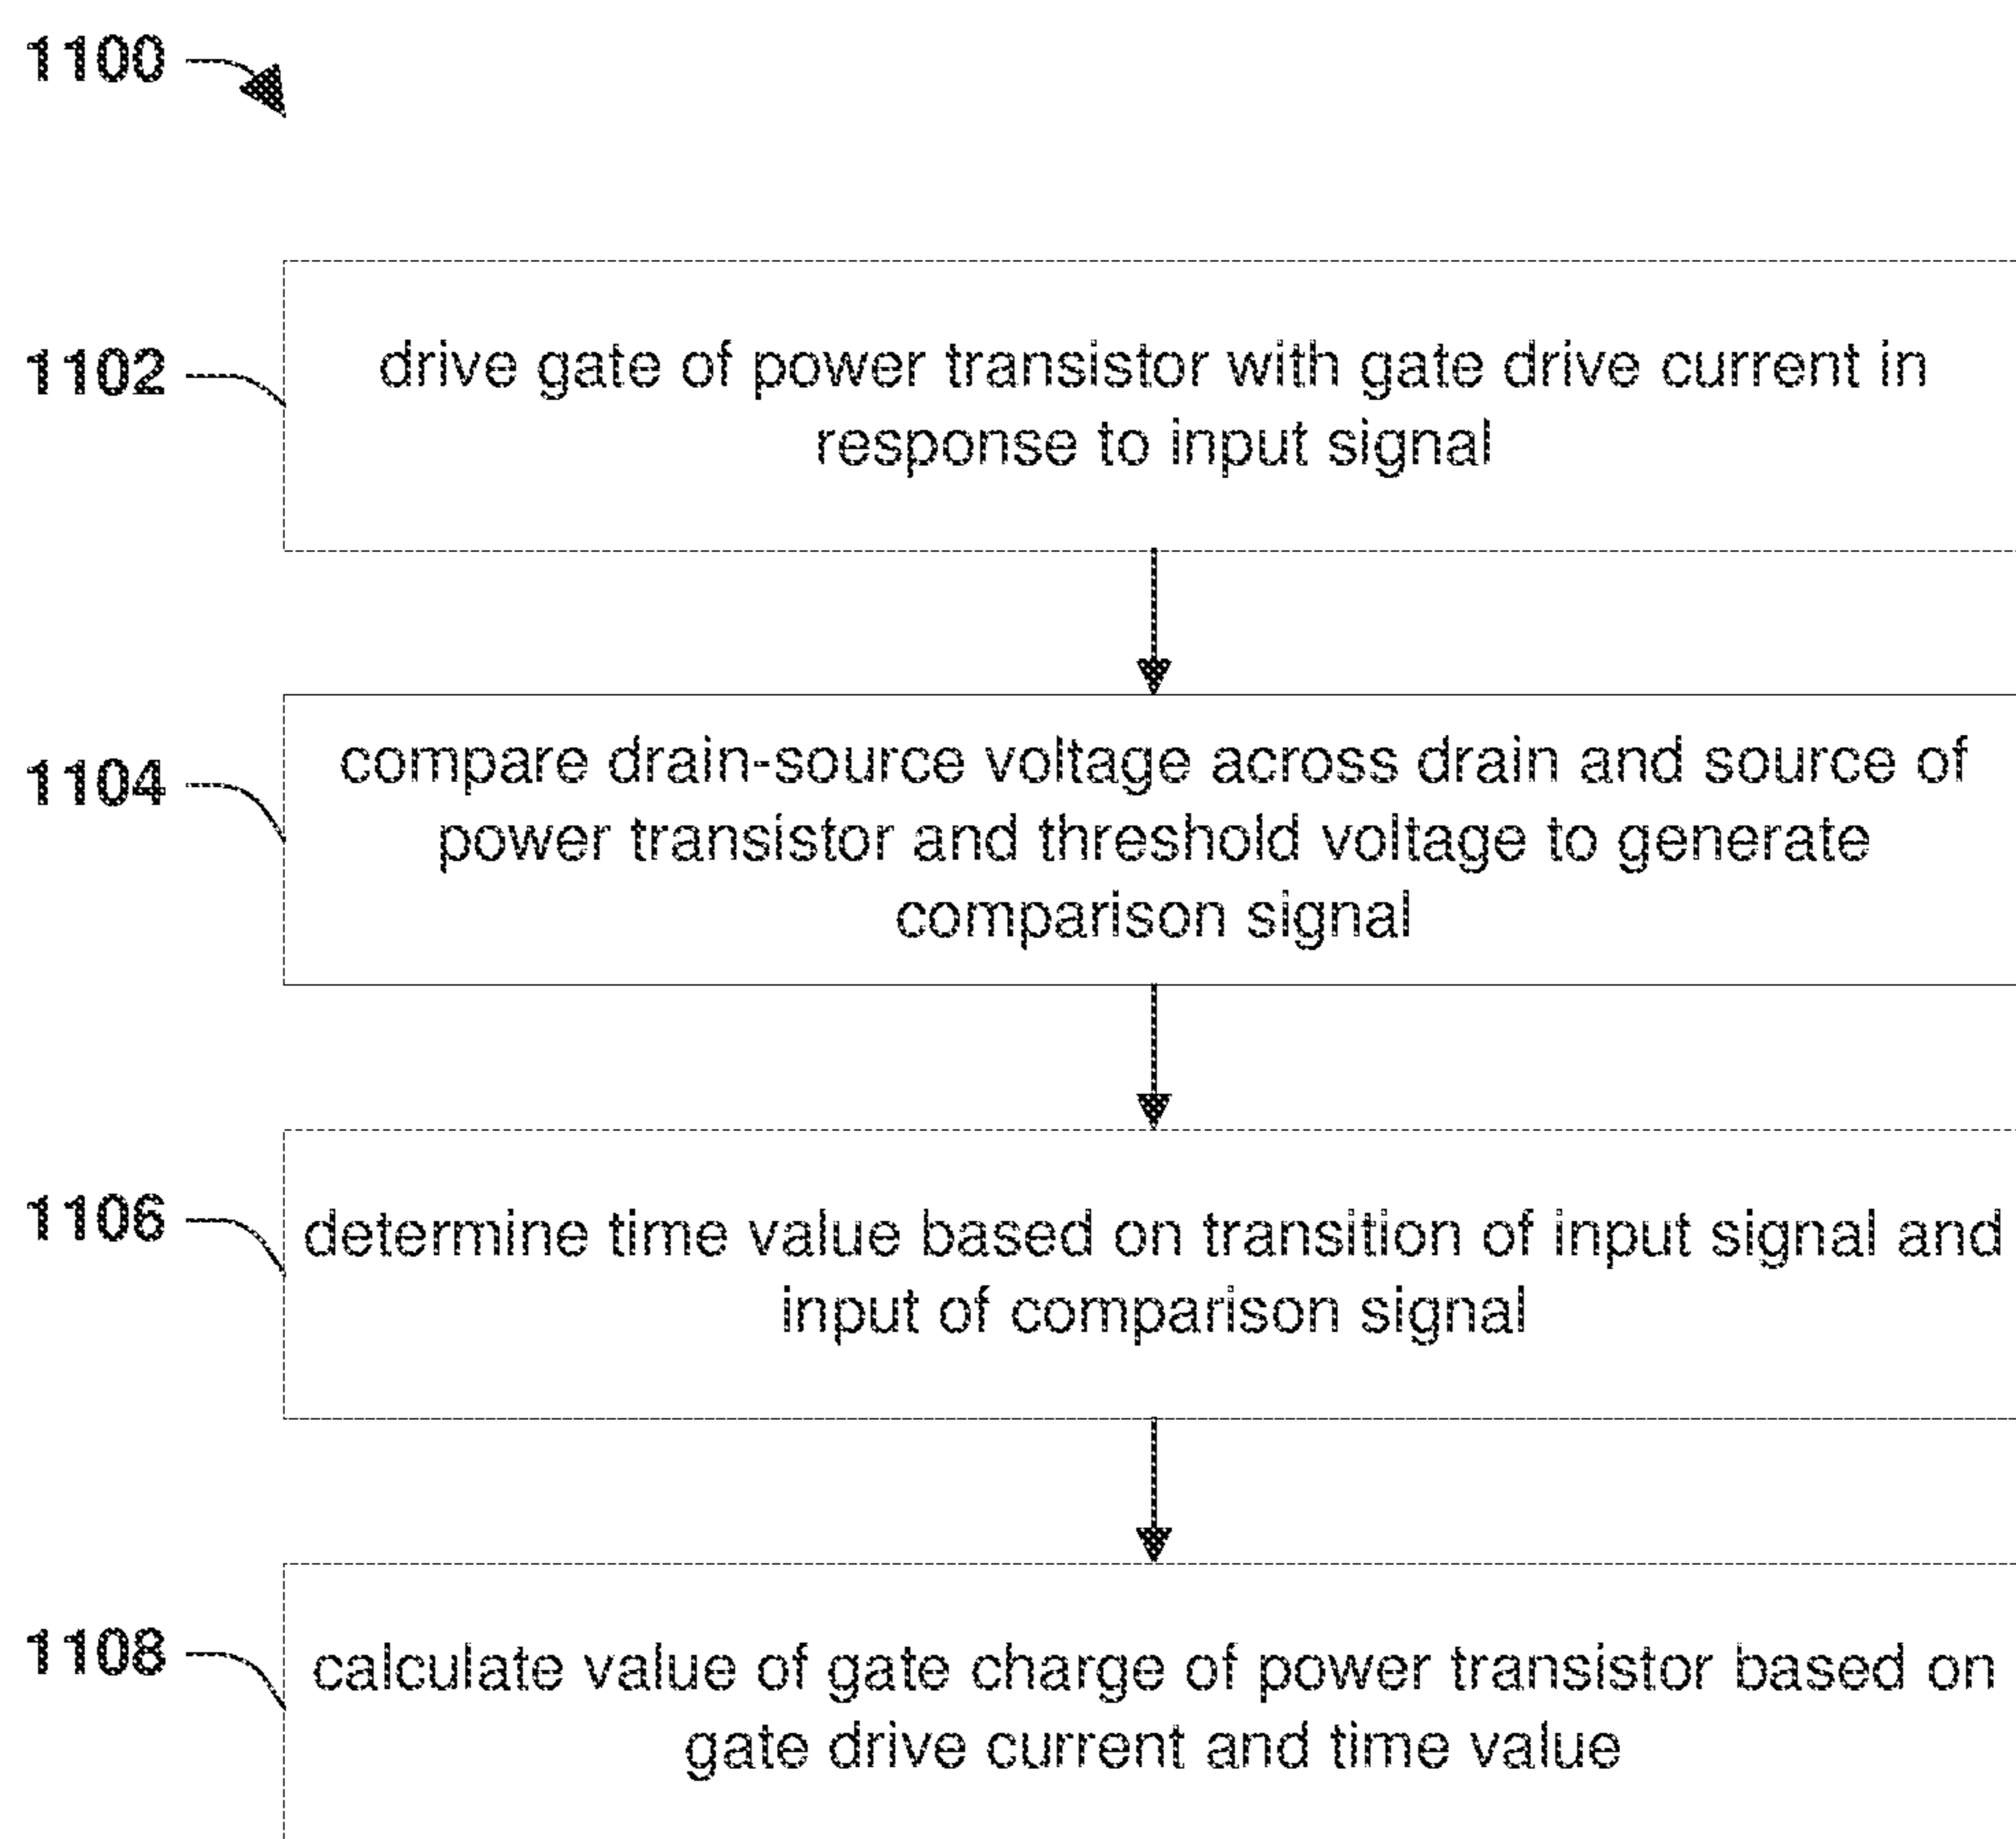 1100
1102
drive gate of power transistor with gate drive current in
response to input signal
1104
compare drain-source voltage across drain and source of
power transistor and threshold voltage to generate
comparison signal
1106
determine time value based on transition of input signal and
input of comparison signal
1108
calculate value of gate charge of power transistor based on
gate drive current and time value